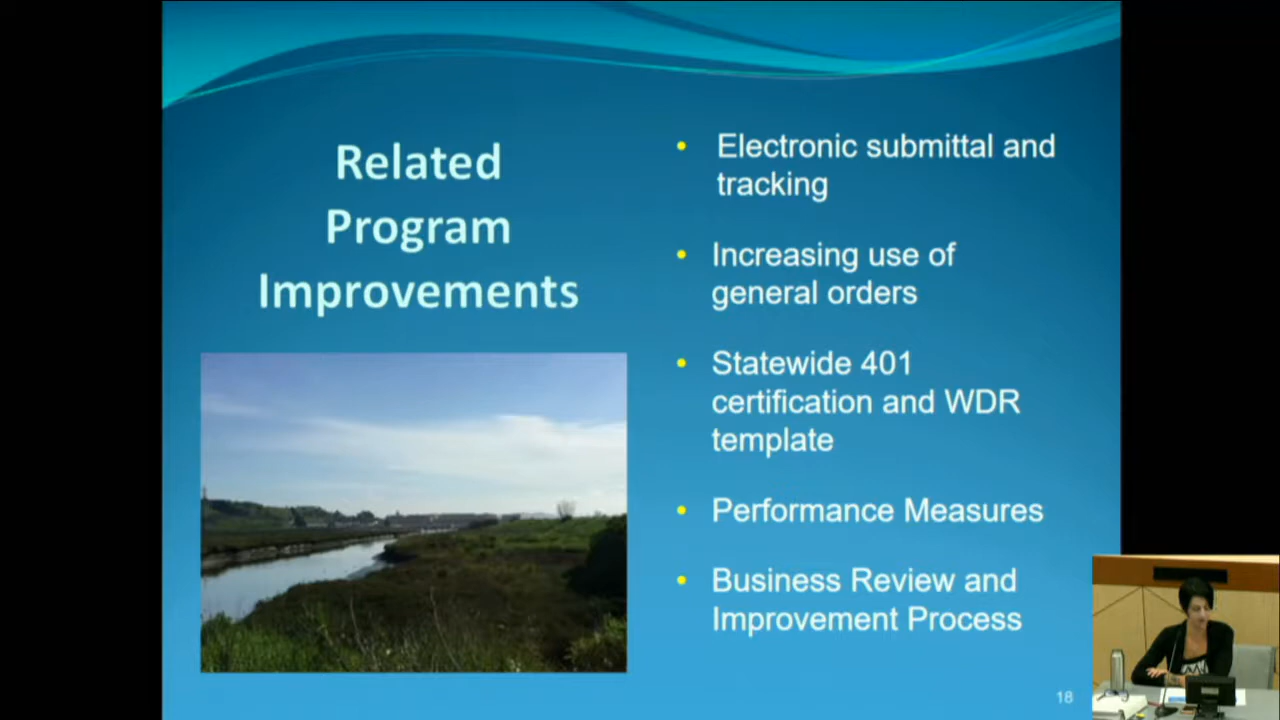 Related
Program
Improvements
Electronic submittal and
tracking
Increasing use of
general orders
Statewide 401
certification and WDR
template
Performance Measures
Business Review and
Improvement Process
18